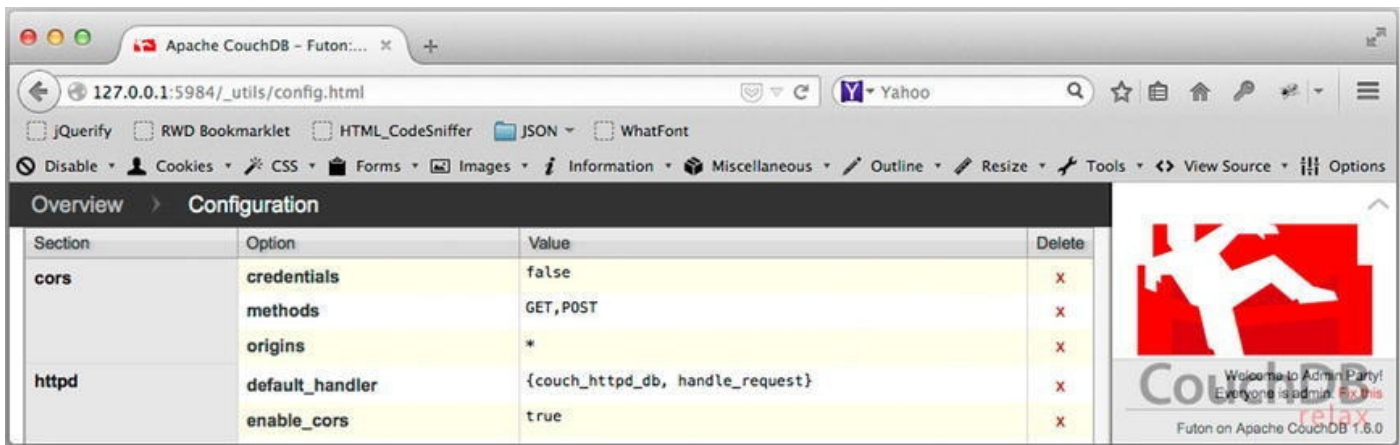 Apache CouchDB - Futon:...
127.0.0.1:5984/_utils/config.html
Yahoo
jQuerify RWD Bookmarklet HTML_CodeSniffer JSON WhatFont
Disable Cookies CSS Forms Images Information Miscellaneous Outline Resize Tools View Source Options
Overview Configuration
Section Option Value Delete
cors credentials false x
methods GET,POST x
origins * x
httpd default_handler {couch_httpd_db, handle_request} x
enable_cors true x
CouchDB
relax
Welcome to Admin Party!
Everyone is admin. Fix this
Futon on Apache CouchDB 1.6.0